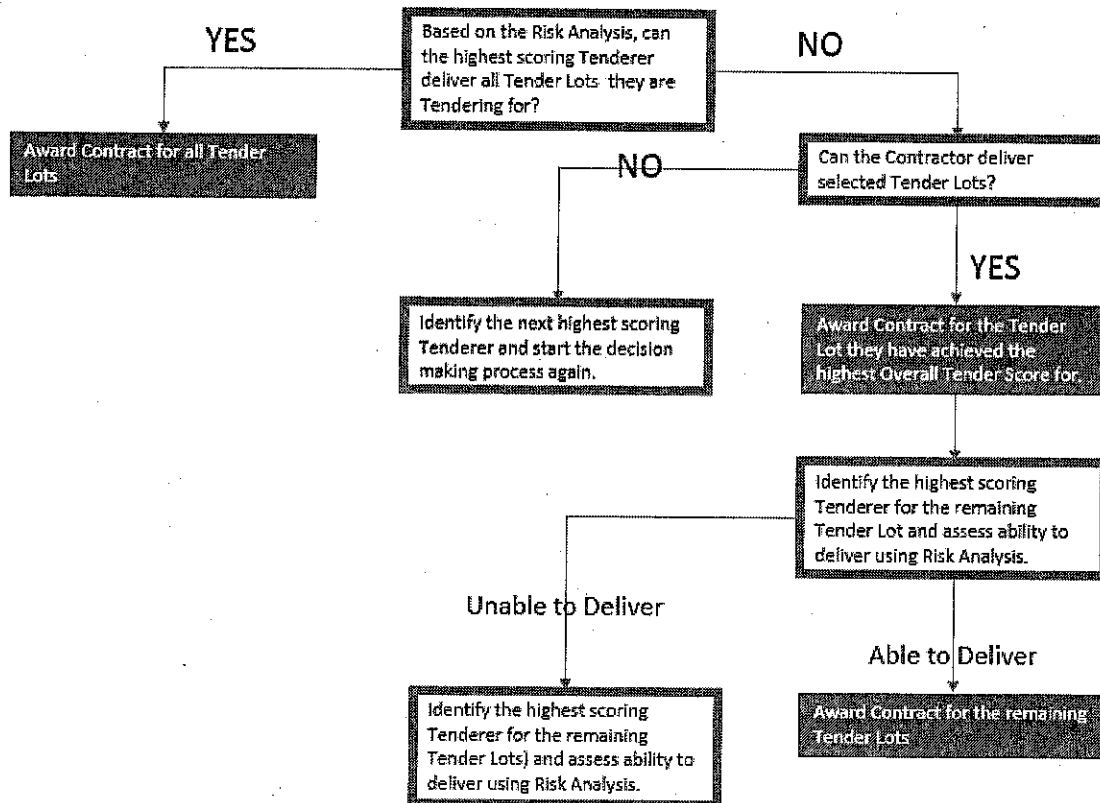 YES
Based on the Risk Analysis, can
the highest scoring Tenderer
deliver all Tender Lots they are
Tendering for?
NO
Award Contract for all Tender
Lots
NO
Can the Contractor deliver
selected Tender Lots?
YES
Identify the next highest scoring
Tenderer and start the decision
making process again.
Award Contract for the Tender
Lot they have achieved the
highest Overall Tender Score for.
Identify the highest scoring
Tenderer for the remaining
Tender Lot and assess ability to
deliver using Risk Analysis.
Unable to Deliver
Able to Deliver
Identify the highest scoring
Tenderer for the remaining
Tender Lots) and assess ability to
deliver using Risk Analysis.
Award Contract for the remaining
Tender Lots